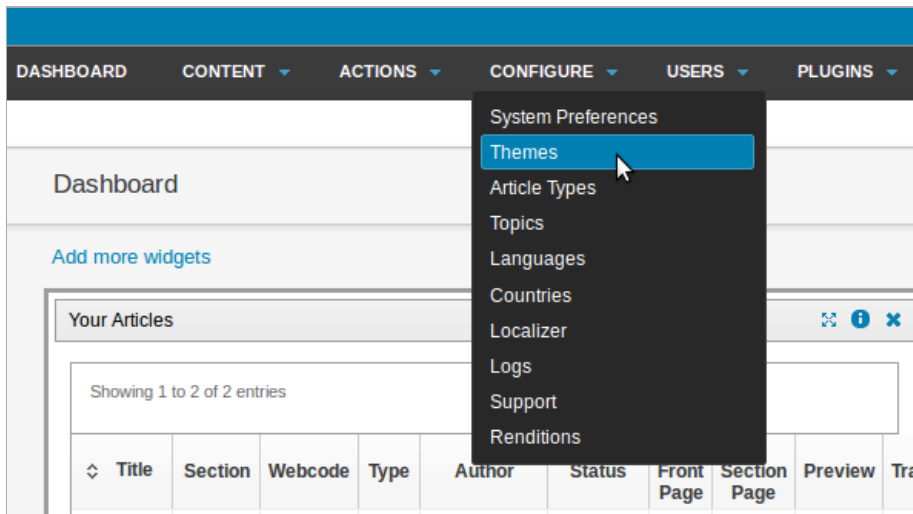 DASHBOARD CONTENT ACTIONS CONFIGURE USERS PLUGINS
System Preferences
Themes
Article Types
Topics
Languages
Countries
Localizer
Logs
Support
Renditions
Dashboard
Add more widgets
Your Articles
Showing 1 to 2 of 2 entries
Title Section Webcode Type Author Status Front Page Section Page Preview